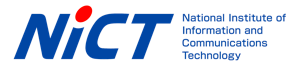 NiCT
National Institute of
Information and
Communications
Technology